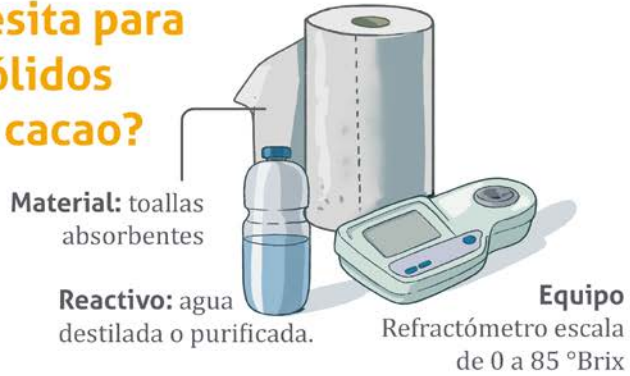 esita para
ólidos
cacao?
Material: toallas
absorbentes
Reactivo: agua
destilada o purificada.
Equipo
Refractómetro escala
de 0 a 85 °Brix